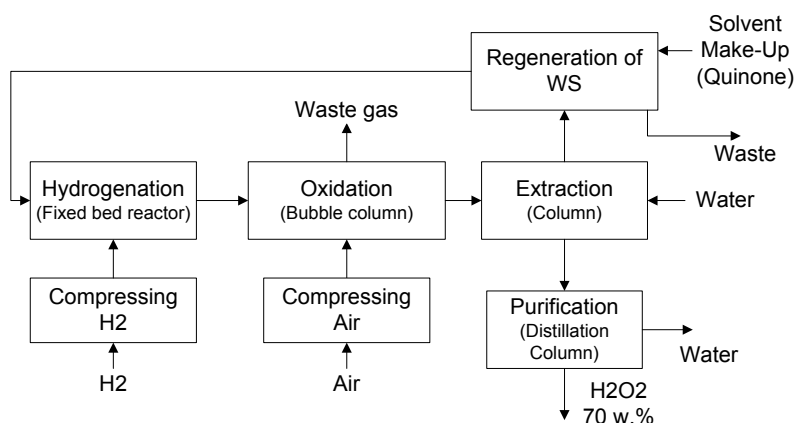 Solvent
Make-Up
(Quinone)
Regeneration of
WS
Waste gas
Waste
Hydrogenation
(Fixed bed reactor)
Oxidation
(Bubble column)
Extraction
(Column)
Water
Compressing
H2
Compressing
Air
Purification
(Distillation
Column)
Water
H2
Air
H2O2
70 w.%